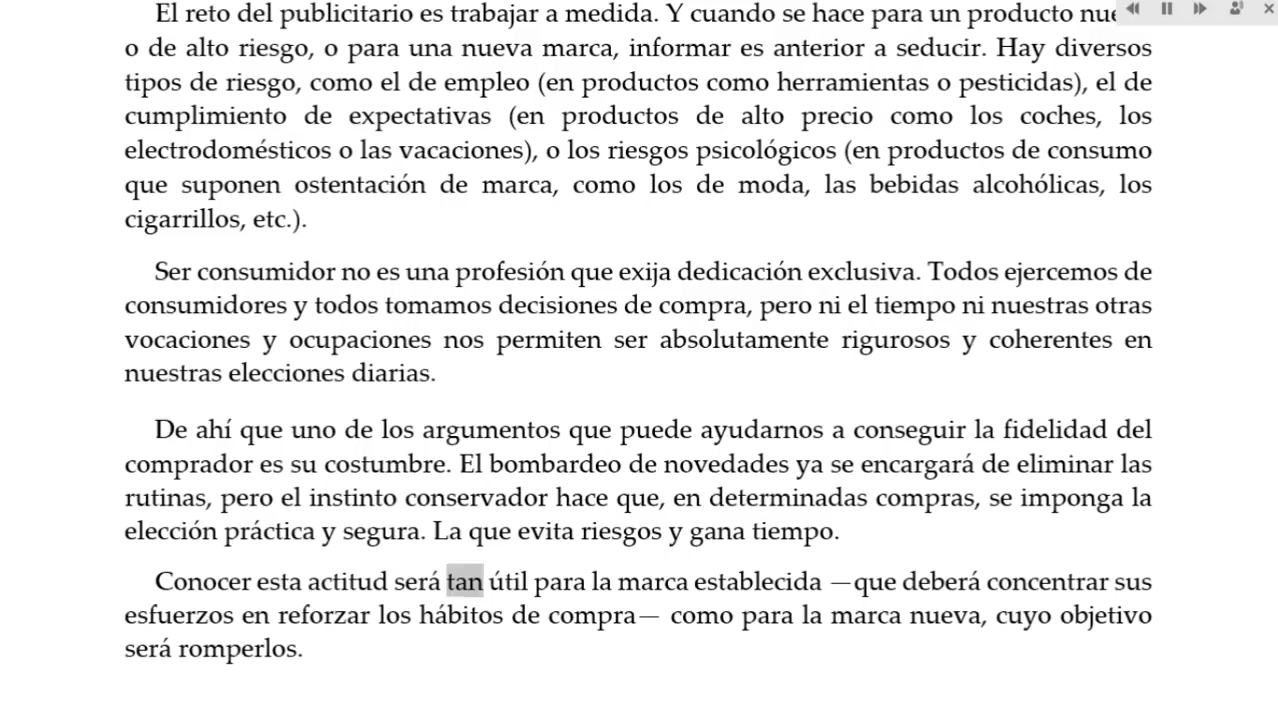 El reto del publicitario es trabajar a medida. Y cuando se hace para un producto
o de alto riesgo, o para una nueva marca, informar es anterior a seducir. Hay diversos
tipos de riesgo, como el de empleo (en productos como herramientas o pesticidas), el de
cumplimiento de expectativas (en productos de alto precio como los coches, los
electrodomésticos o las vacaciones), o los riesgos psicológicos (en productos de consumo
que suponen ostentación de marca, como los de moda, las bebidas alcohólicas, los
cigarrillos, etc.).
Ser consumidor no es una profesión que exija dedicación exclusiva. Todos ejercemos de
consumidores y todos tomamos decisiones de compra, pero ni el tiempo ni nuestras otras
vocaciones y ocupaciones nos permiten ser absolutamente rigurosos y coherentes en
nuestras elecciones diarias.
De ahí que uno de los argumentos que puede ayudarnos a conseguir la fidelidad del
comprador es su costumbre. El bombardeo de novedades ya se encargará de eliminar las
rutinas, pero el instinto conservador hace que, en determinadas compras, se imponga la
elección práctica y segura. La que evita riesgos y gana tiempo.
Conocer esta actitud será tan útil para la marca establecida —que deberá concentrar sus
esfuerzos en reforzar los hábitos de compra— como para la marca nueva, cuyo objetivo
será romperlos.